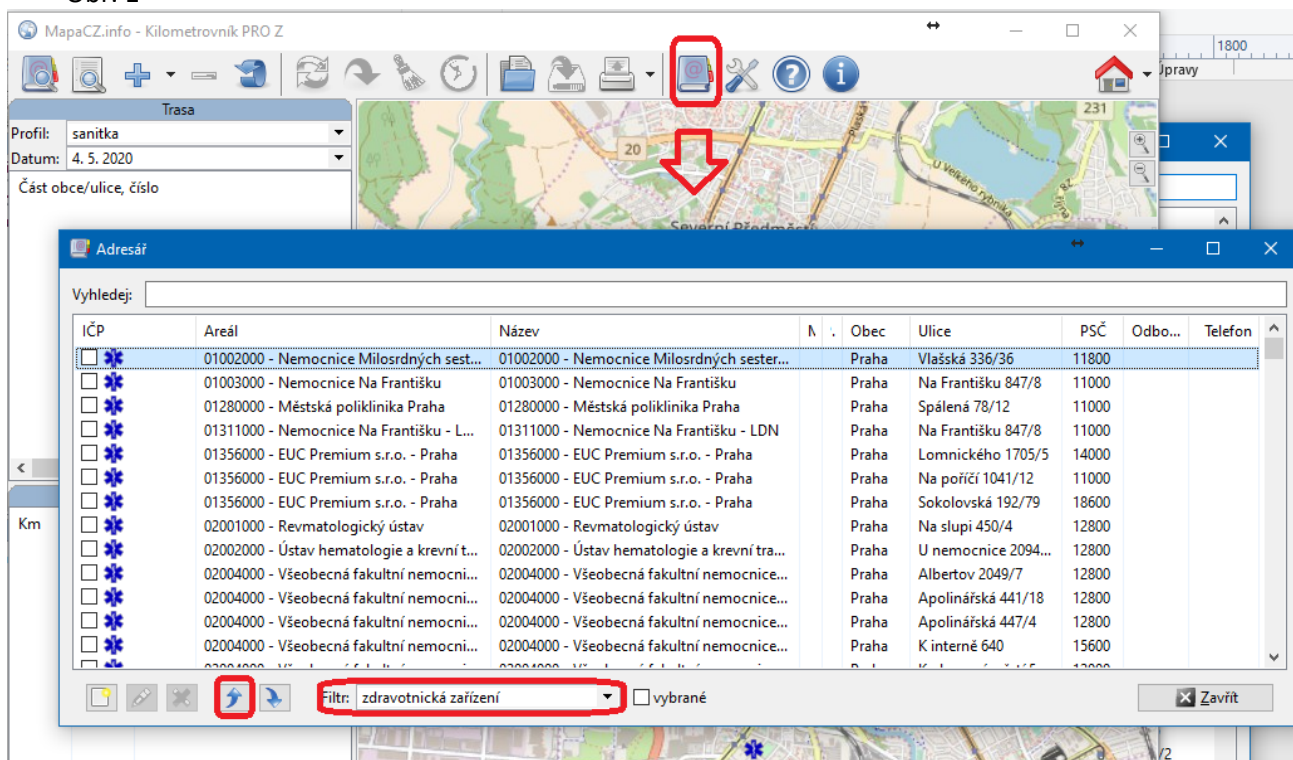 MapaCZ.info - Kilometrovník PRO Z
1800
Úpravy
Trasa
Profil: sanitka
Datum: 4. 5. 2020
Část obce/ulice, číslo
231
20
Plaská
U Velkého rybníka
Severní Předměstí
Adresář
Vyhledej:
IČP Areál Název Obec Ulice PSČ Odbo... Telefon
01002000 - Nemocnice Milosrdných sest... 01002000 - Nemocnice Milosrdných sester... Praha Vlašská 336/36 11800
01003000 - Nemocnice Na Františku 01003000 - Nemocnice Na Františku Praha Na Františku 847/8 11000
01280000 - Městská poliklinika Praha 01280000 - Městská poliklinika Praha Praha Spálená 78/12 11000
01311000 - Nemocnice Na Františku - L... 01311000 - Nemocnice Na Františku - LDN Praha Na Františku 847/8 11000
01356000 - EUC Premium s.r.o. - Praha 01356000 - EUC Premium s.r.o. - Praha Praha Lomnického 1705/5 14000
01356000 - EUC Premium s.r.o. - Praha 01356000 - EUC Premium s.r.o. - Praha Praha Na poříčí 1041/12 11000
01356000 - EUC Premium s.r.o. - Praha 01356000 - EUC Premium s.r.o. - Praha Praha Sokolovská 192/79 18600
02001000 - Revmatologický ústav 02001000 - Revmatologický ústav Praha Na slupi 450/4 12800
02002000 - Ústav hematologie a krevní t... 02002000 - Ústav hematologie a krevní tra... Praha U nemocnice 2094... 12800
02004000 - Všeobecná fakultní nemocni... 02004000 - Všeobecná fakultní nemocnice... Praha Albertov 2049/7 12800
02004000 - Všeobecná fakultní nemocni... 02004000 - Všeobecná fakultní nemocnice... Praha Apolinářská 441/18 12800
02004000 - Všeobecná fakultní nemocni... 02004000 - Všeobecná fakultní nemocnice... Praha Apolinářská 447/4 12800
02004000 - Všeobecná fakultní nemocni... 02004000 - Všeobecná fakultní nemocnice... Praha K interně 640 15600
Km
Filtr: zdravotnická zařízení vybrané Zavřít
/2